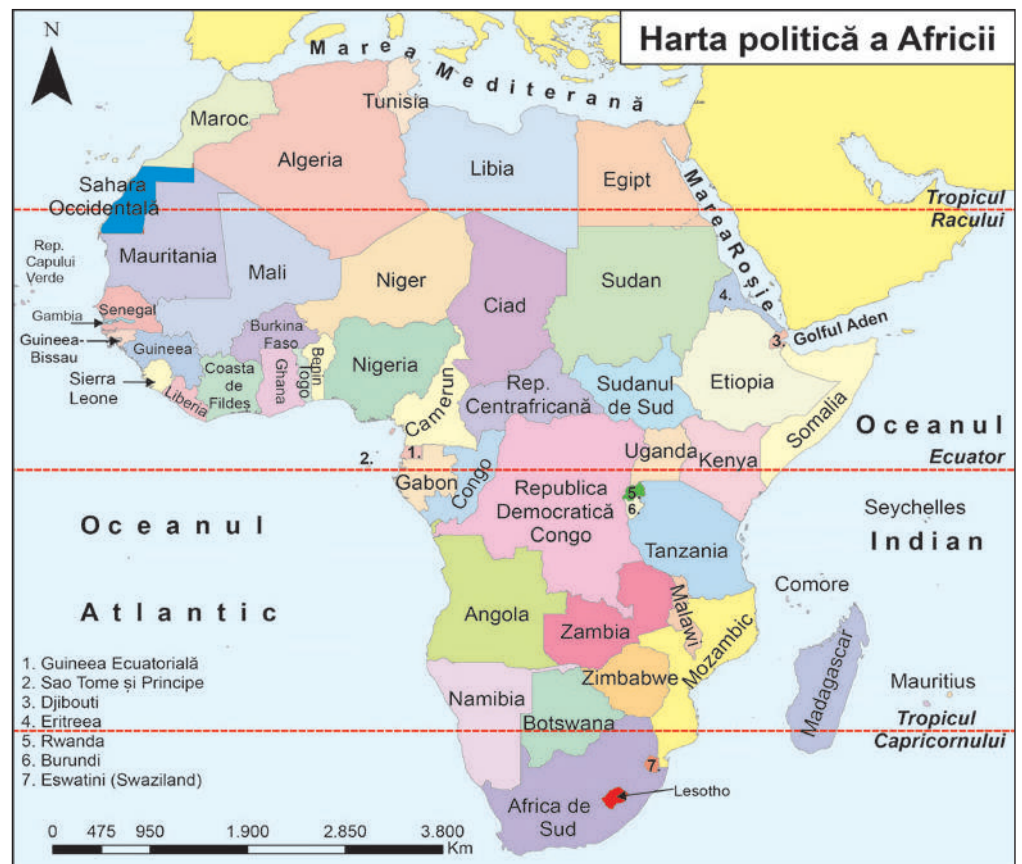 N
Harta politică a Africii
Marea
Mediterană
Tunisia
Maroc
Algeria
Libia
Egipt
Sahara
Occidentală
Marea Roșie
Tropicul
Racului
Rep.
Capului
Verde
Mauritania
Mali
Niger
Ciad
Sudan
4.
Senegal
Gambia
Guineea-
Bissau
Guineea
Burkina
Faso
Benin
Togo
Ghana
Nigeria
3.
Golful Aden
Sierra
Leone
Liberia
Coasta
de
Fildeș
Camerun
Rep.
Centrafricană
Sudanul
de Sud
Etiopia
Somalia
Oceanul
Ecuator
2.
1.
Gabon
Congo
Uganda
Kenya
Republica
Democratică
Congo
5.
6.
Seychelles
Indian
Oceanul
Tanzania
Comore
Atlantic
Angola
Zambia
Malawi
Mozambic
Madagascar
Mauritius
Zimbabwe
Namibia
Botswana
Tropicul
Capricornului
7.
Lesotho
Africa de
Sud
1. Guineea Ecuatorială
2. Sao Tome și Principe
3. Djibouti
4. Eritreea
5. Rwanda
6. Burundi
7. Eswatini (Swaziland)
0 475 950 1.900 2.850 3.800
Km